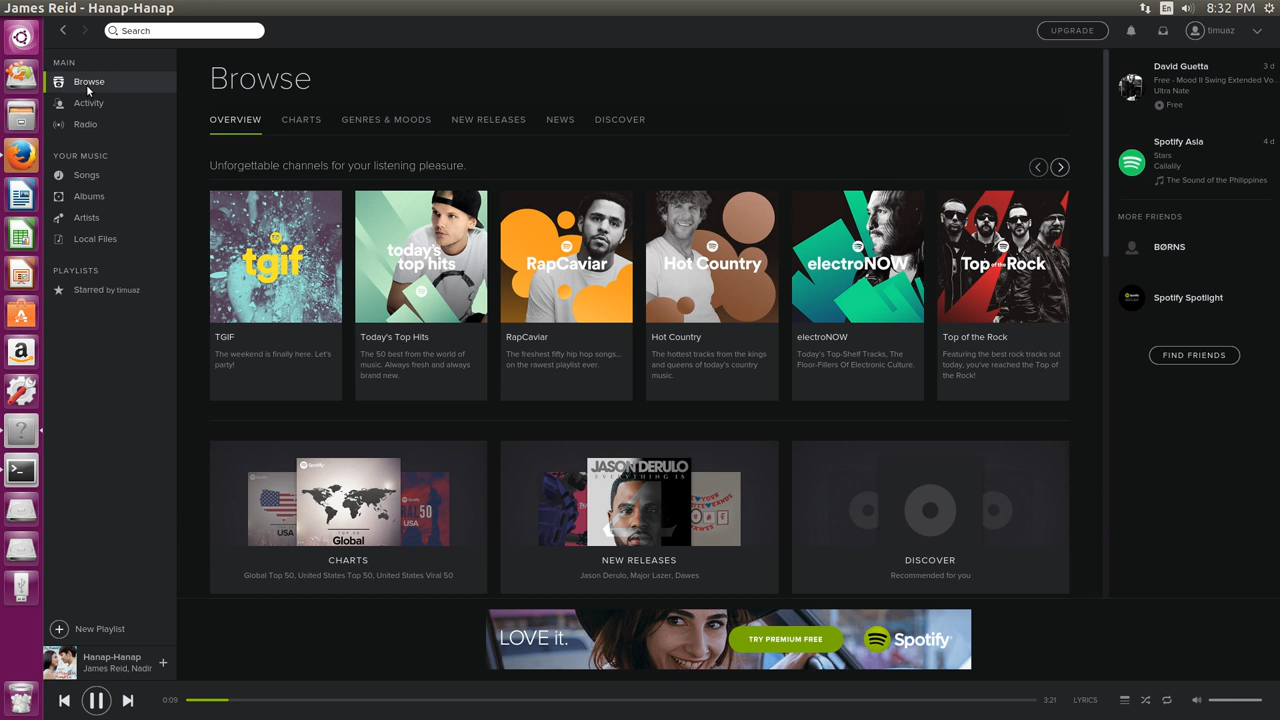 James Reid - Hanap-Hanap
En
8:32 PM
Search
UPGRADE
timuaz
MAIN
Browse
Activity
Radio
YOUR MUSIC
Songs
Albums
Artists
Local Files
PLAYLISTS
Starred by timuaz
New Playlist
Hanap-Hanap
James Reid, Nadir
Browse
OVERVIEW
CHARTS
GENRES & MOODS
NEW RELEASES
NEWS
DISCOVER
Unforgettable channels for your listening pleasure.
tgif
TGIF
The weekend is finally here. Let's
party!
today's
top hits
Today's Top Hits
The 50 best from the world of
music. Always fresh and always
brand new.
RapCaviar
RapCaviar
The freshest fifty hip hop songs...
on the rawest playlist ever.
Hot Country
Hot Country
The hottest tracks from the kings
and queens of today's country
music.
electroNOW
electroNOW
Today's Top-Shelf Tracks, The
Floor-Fillers Of Electronic Culture.
Top of the Rock
Top of the Rock
Featuring the best rock tracks out
today, you've reached the Top of
the Rock!
USA
Spotify
TOP 50
Global
VIRAL 50
USA
CHARTS
Global Top 50, United States Top 50, United States Viral 50
JASON DERULO
EVERYTHING IS
NEW RELEASES
Jason Derulo, Major Lazer, Dawes
DISCOVER
Recommended for you
David Guetta
3 d
Free - Mood II Swing Extended Vo
Ultra Nate
Free
Spotify Asia
4 d
Stars
Callalily
The Sound of the Philippines
MORE FRIENDS
BØRNS
Spotify Spotlight
FIND FRIENDS
LOVE it.
TRY PREMIUM FREE
Spotify
0:09
3:21
LYRICS